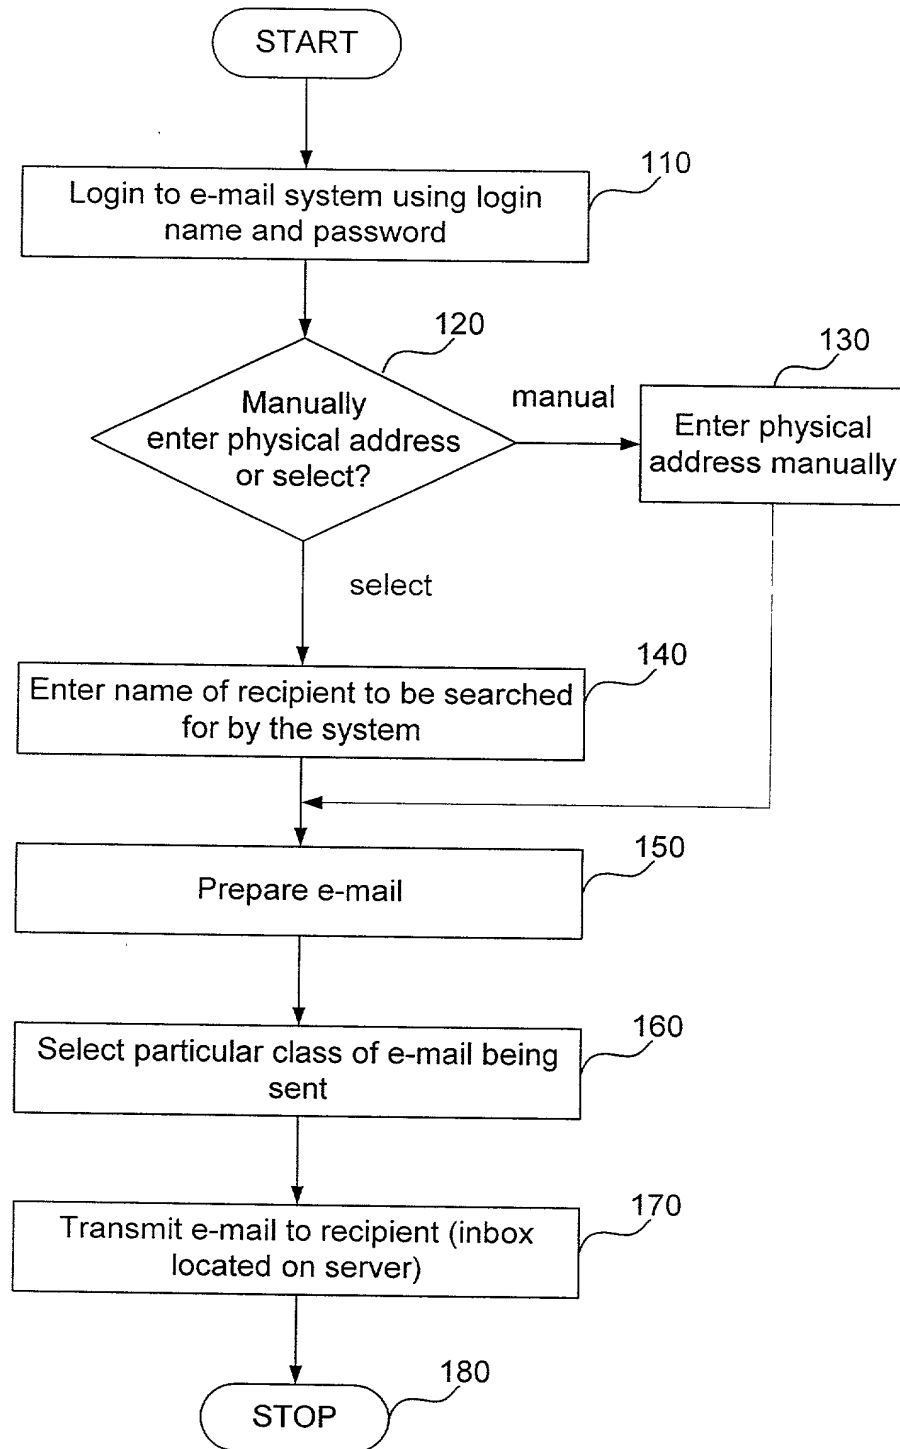 START
110
Login to e-mail system using login
name and password
120
Manually
enter physical address
or select?
manual
130
Enter physical
address manually
select
140
Enter name of recipient to be searched
for by the system
150
Prepare e-mail
160
Select particular class of e-mail being
sent
170
Transmit e-mail to recipient (inbox
located on server)
180
STOP